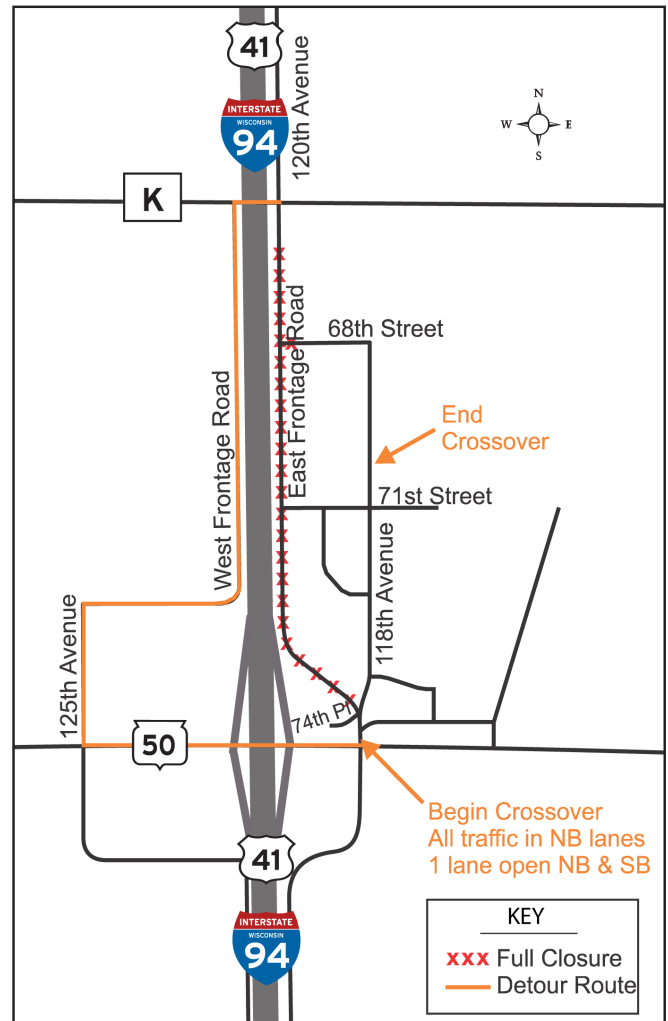 41
INTERSTATE
WISCONSIN
94
120th Avenue
N
W E
S
K
68th Street
East Frontage Road
West Frontage Road
End
Crossover
71st Street
118th Avenue
125th Avenue
74th Pl
50
Begin Crossover
All traffic in NB lanes
1 lane open NB & SB
41
INTERSTATE
WISCONSIN
94
KEY
xxx Full Closure
Detour Route